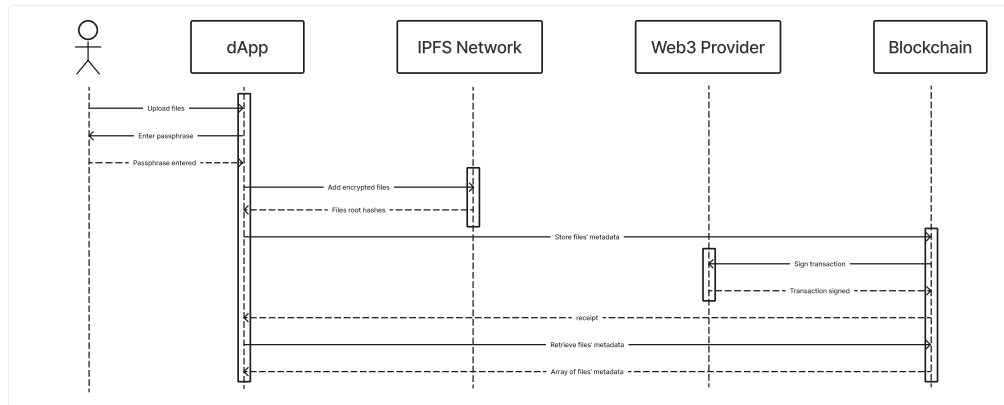 dApp
IPFS Network
Web3 Provider
Blockchain
Upload files
Enter passphrase
Passphrase entered
Add encrypted files
Files root hashes
Store files' metadata
Sign transaction
Transaction signed
receipt
Retrieve files' metadata
Array of files' metadata